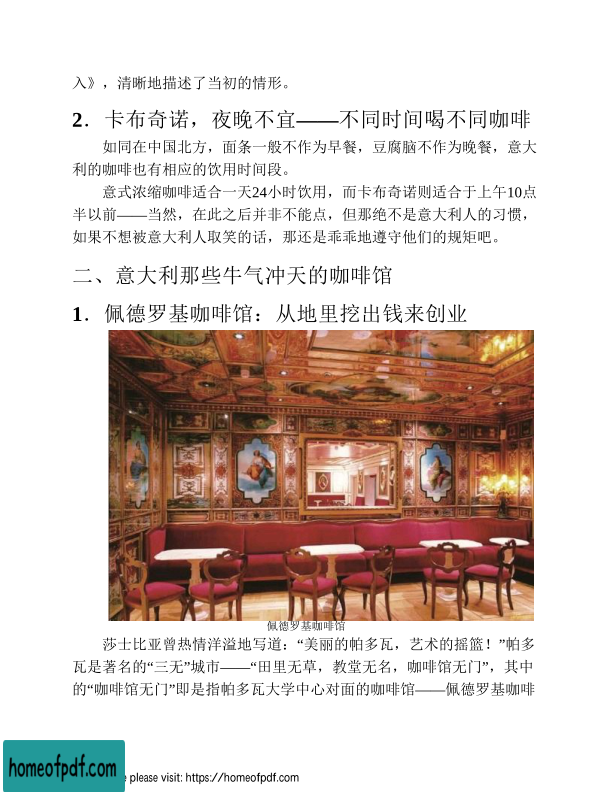 入》，清晰地描述了当初的情形。
2．卡布奇诺，夜晚不宜——不同时间喝不同咖啡
如同在中国北方，面条一般不作为早餐，豆腐脑不作为晚餐，意大
利的咖啡也有相应的饮用时间段。
意式浓缩咖啡适合一天24小时饮用，而卡布奇诺则适合于上午10点
半以前——当然，在此之后并非不能点，但那绝不是意大利人的习惯，
如果不想被意大利人取笑的话，那还是乖乖地遵守他们的规矩吧。
二、意大利那些牛气冲天的咖啡馆
1．佩德罗基咖啡馆：从地里挖出钱来创业
佩德罗基咖啡馆
莎士比亚曾热情洋溢地写道：“美丽的帕多瓦，艺术的摇篮！”帕多
瓦是著名的“三无”城市——“田里无草，教堂无名，咖啡馆无门”，其中
的“咖啡馆无门”即是指帕多瓦大学中心对面的咖啡馆——佩德罗基咖啡
homeofpdf.com
e please visit: https://homeofpdf.com